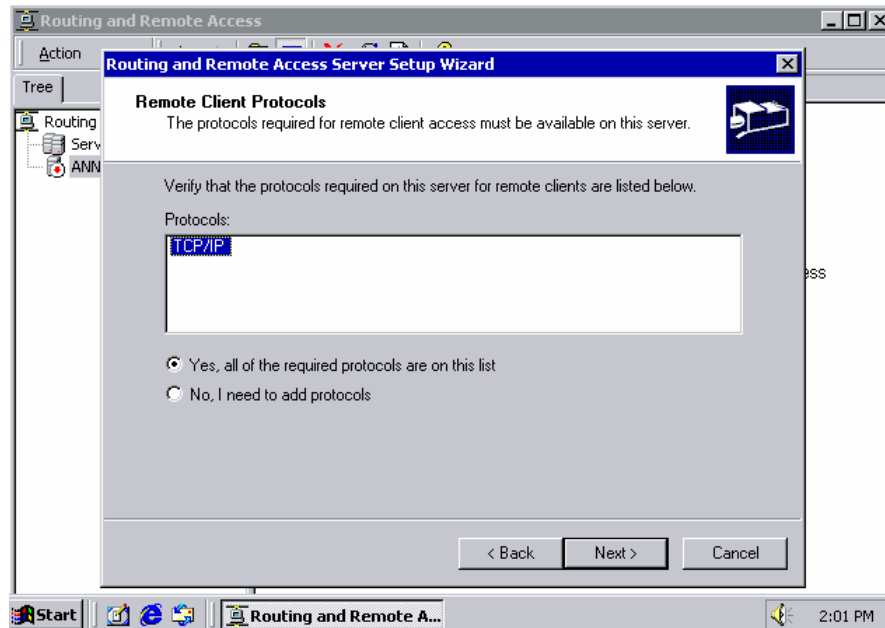 Routing and Remote Access
Action
Tree
Routing
Serv
ANN
ess
Routing and Remote Access Server Setup Wizard
Remote Client Protocols
The protocols required for remote client access must be available on this server.
Verify that the protocols required on this server for remote clients are listed below.
Protocols:
TCP/IP
Yes, all of the required protocols are on this list
No, I need to add protocols
< Back
Next >
Cancel
Start
Routing and Remote A...
2:01 PM